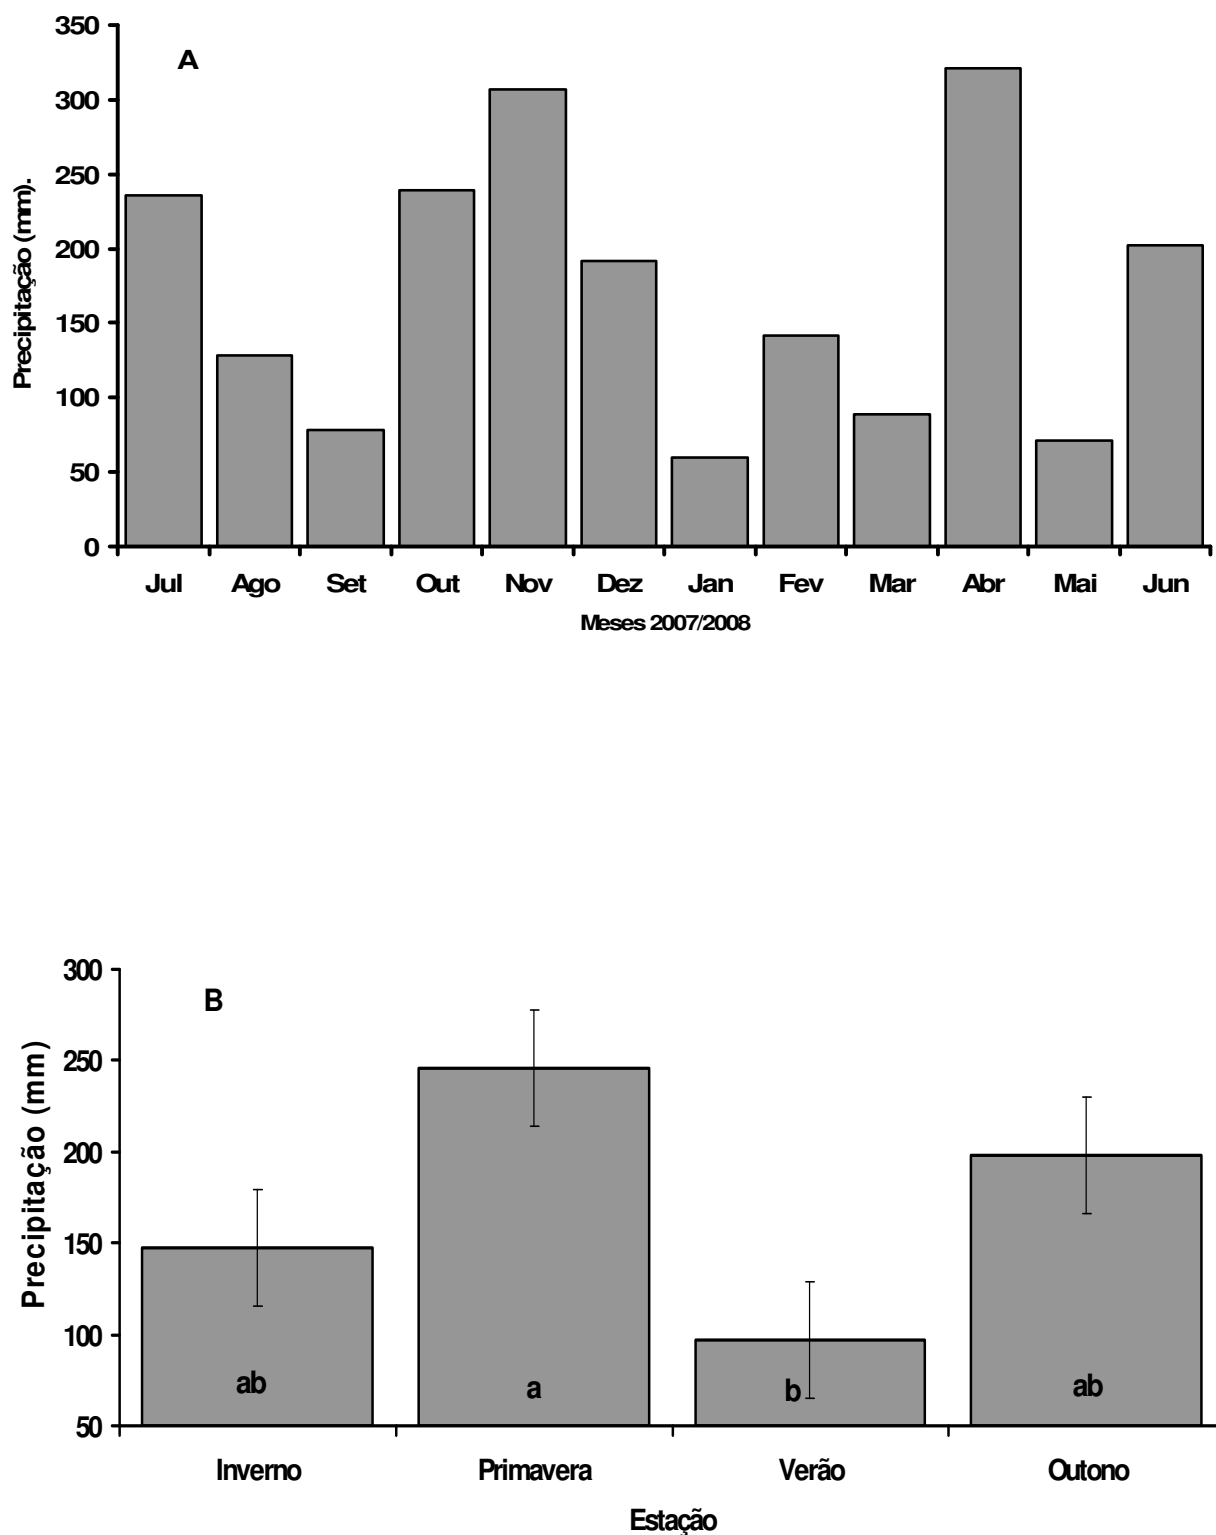 350
A
300
250
200
150
100
50
0
Precipitação (mm).
Jul Ago Set Out Nov Dez Jan Fev Mar Abr Mai Jun
Meses 2007/2008
300
B
250
200
150
100
50
Precipitação (mm)
ab a b ab
Inverno Primavera Verão Outono
Estação